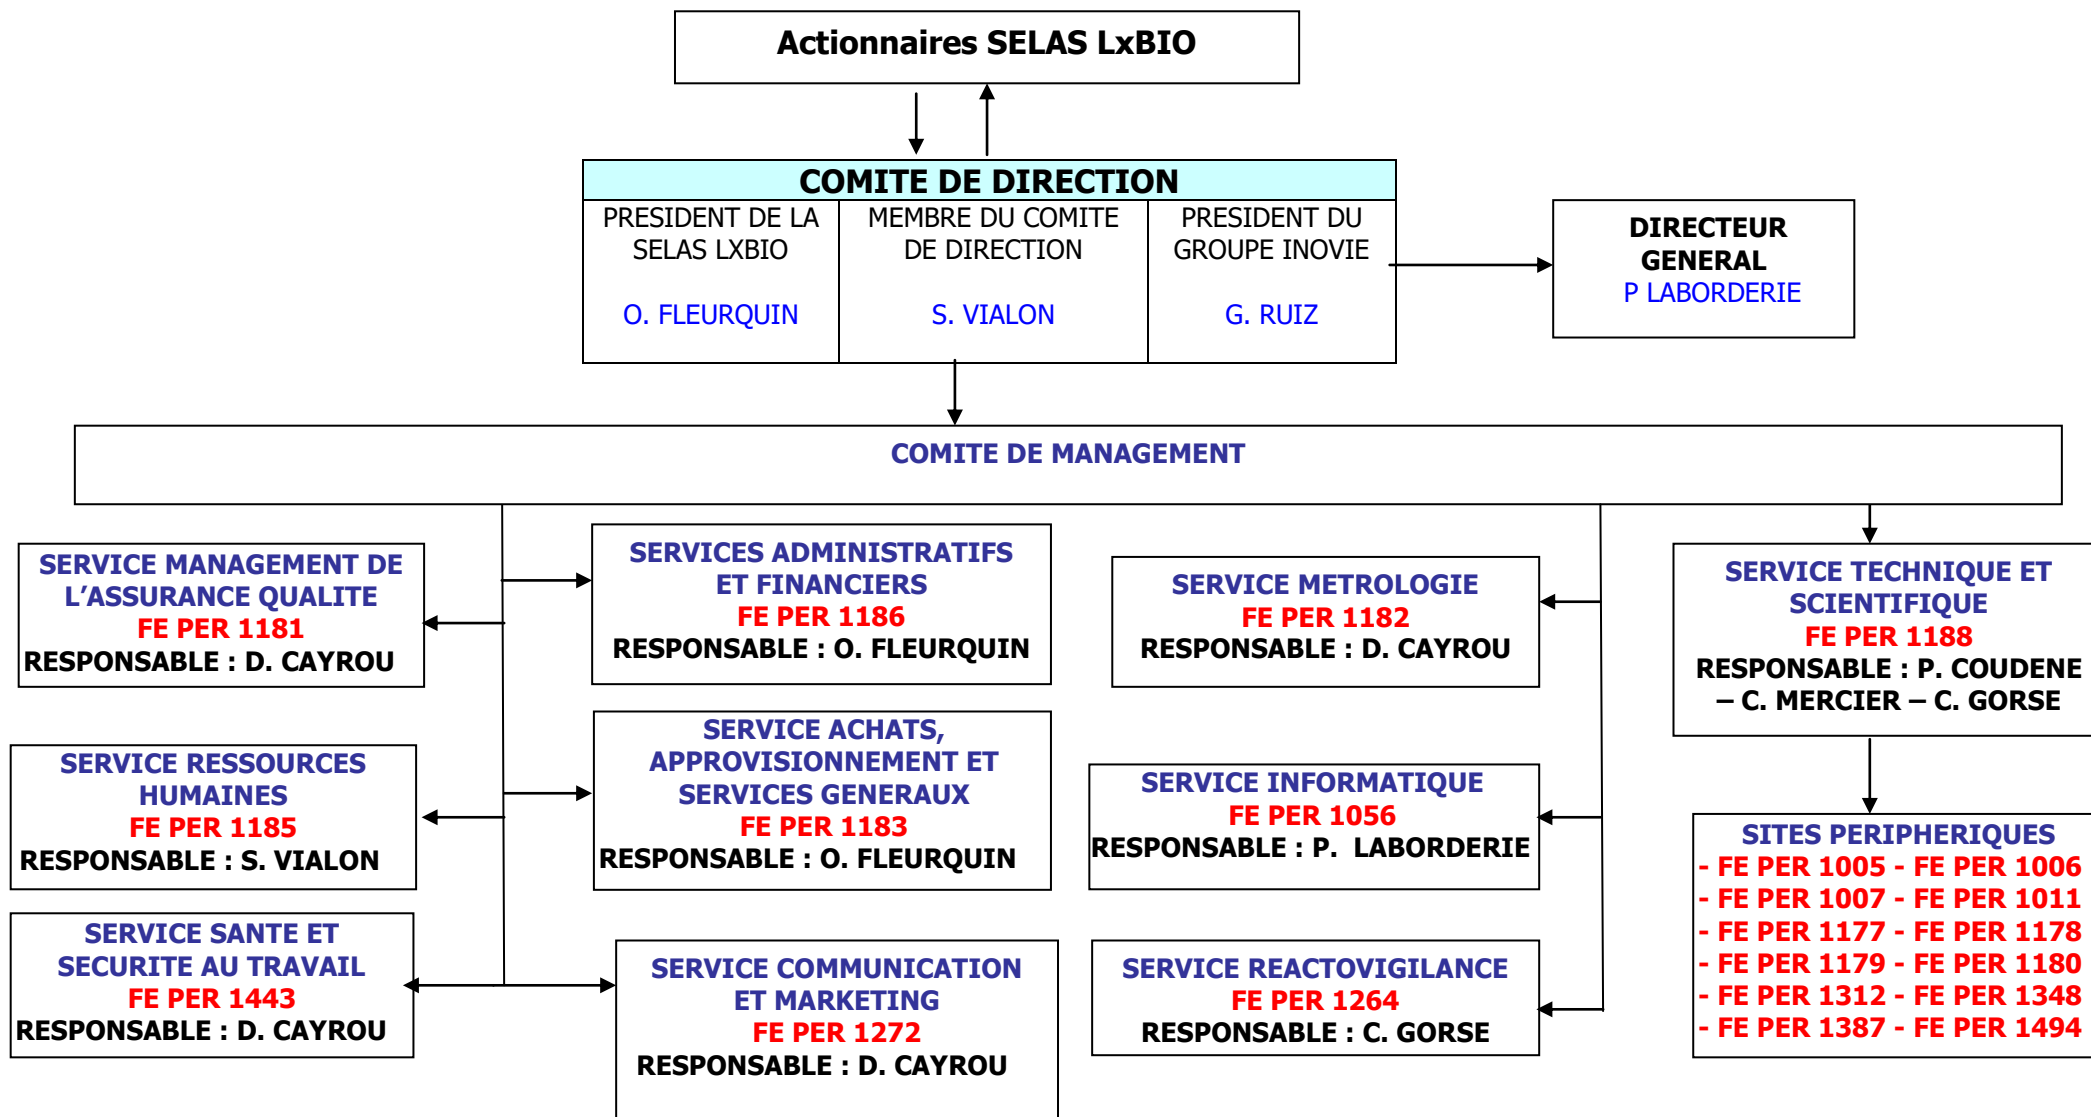 Actionnaires SELAS LxBIO
COMITE DE DIRECTION
PRESIDENT DE LA
SELAS LXBIO
O. FLEURQUIN
MEMBRE DU COMITE
DE DIRECTION
S. VIALON
PRESIDENT DU
GROUPE INOVIE
G. RUIZ
DIRECTEUR
GENERAL
P LABORDERIE
COMITE DE MANAGEMENT
SERVICE MANAGEMENT DE
L'ASSURANCE QUALITE
FE PER 1181
RESPONSABLE : D. CAYROU
SERVICES ADMINISTRATIFS
ET FINANCIERS
FE PER 1186
RESPONSABLE : O. FLEURQUIN
SERVICE METROLOGIE
FE PER 1182
RESPONSABLE : D. CAYROU
SERVICE TECHNIQUE ET
SCIENTIFIQUE
FE PER 1188
RESPONSABLE : P. COUDENE
– C. MERCIER – C. GORSE
SERVICE RESSOURCES
HUMAINES
FE PER 1185
RESPONSABLE : S. VIALON
SERVICE ACHATS,
APPROVISIONNEMENT ET
SERVICES GENERAUX
FE PER 1183
RESPONSABLE : O. FLEURQUIN
SERVICE INFORMATIQUE
FE PER 1056
RESPONSABLE : P. LABORDERIE
SITES PERIPHERIQUES
- FE PER 1005 - FE PER 1006
- FE PER 1007 - FE PER 1011
- FE PER 1177 - FE PER 1178
- FE PER 1179 - FE PER 1180
- FE PER 1312 - FE PER 1348
- FE PER 1387 - FE PER 1494
SERVICE SANTE ET
SECURITE AU TRAVAIL
FE PER 1443
RESPONSABLE : D. CAYROU
SERVICE COMMUNICATION
ET MARKETING
FE PER 1272
RESPONSABLE : D. CAYROU
SERVICE REACTOVIGILANCE
FE PER 1264
RESPONSABLE : C. GORSE